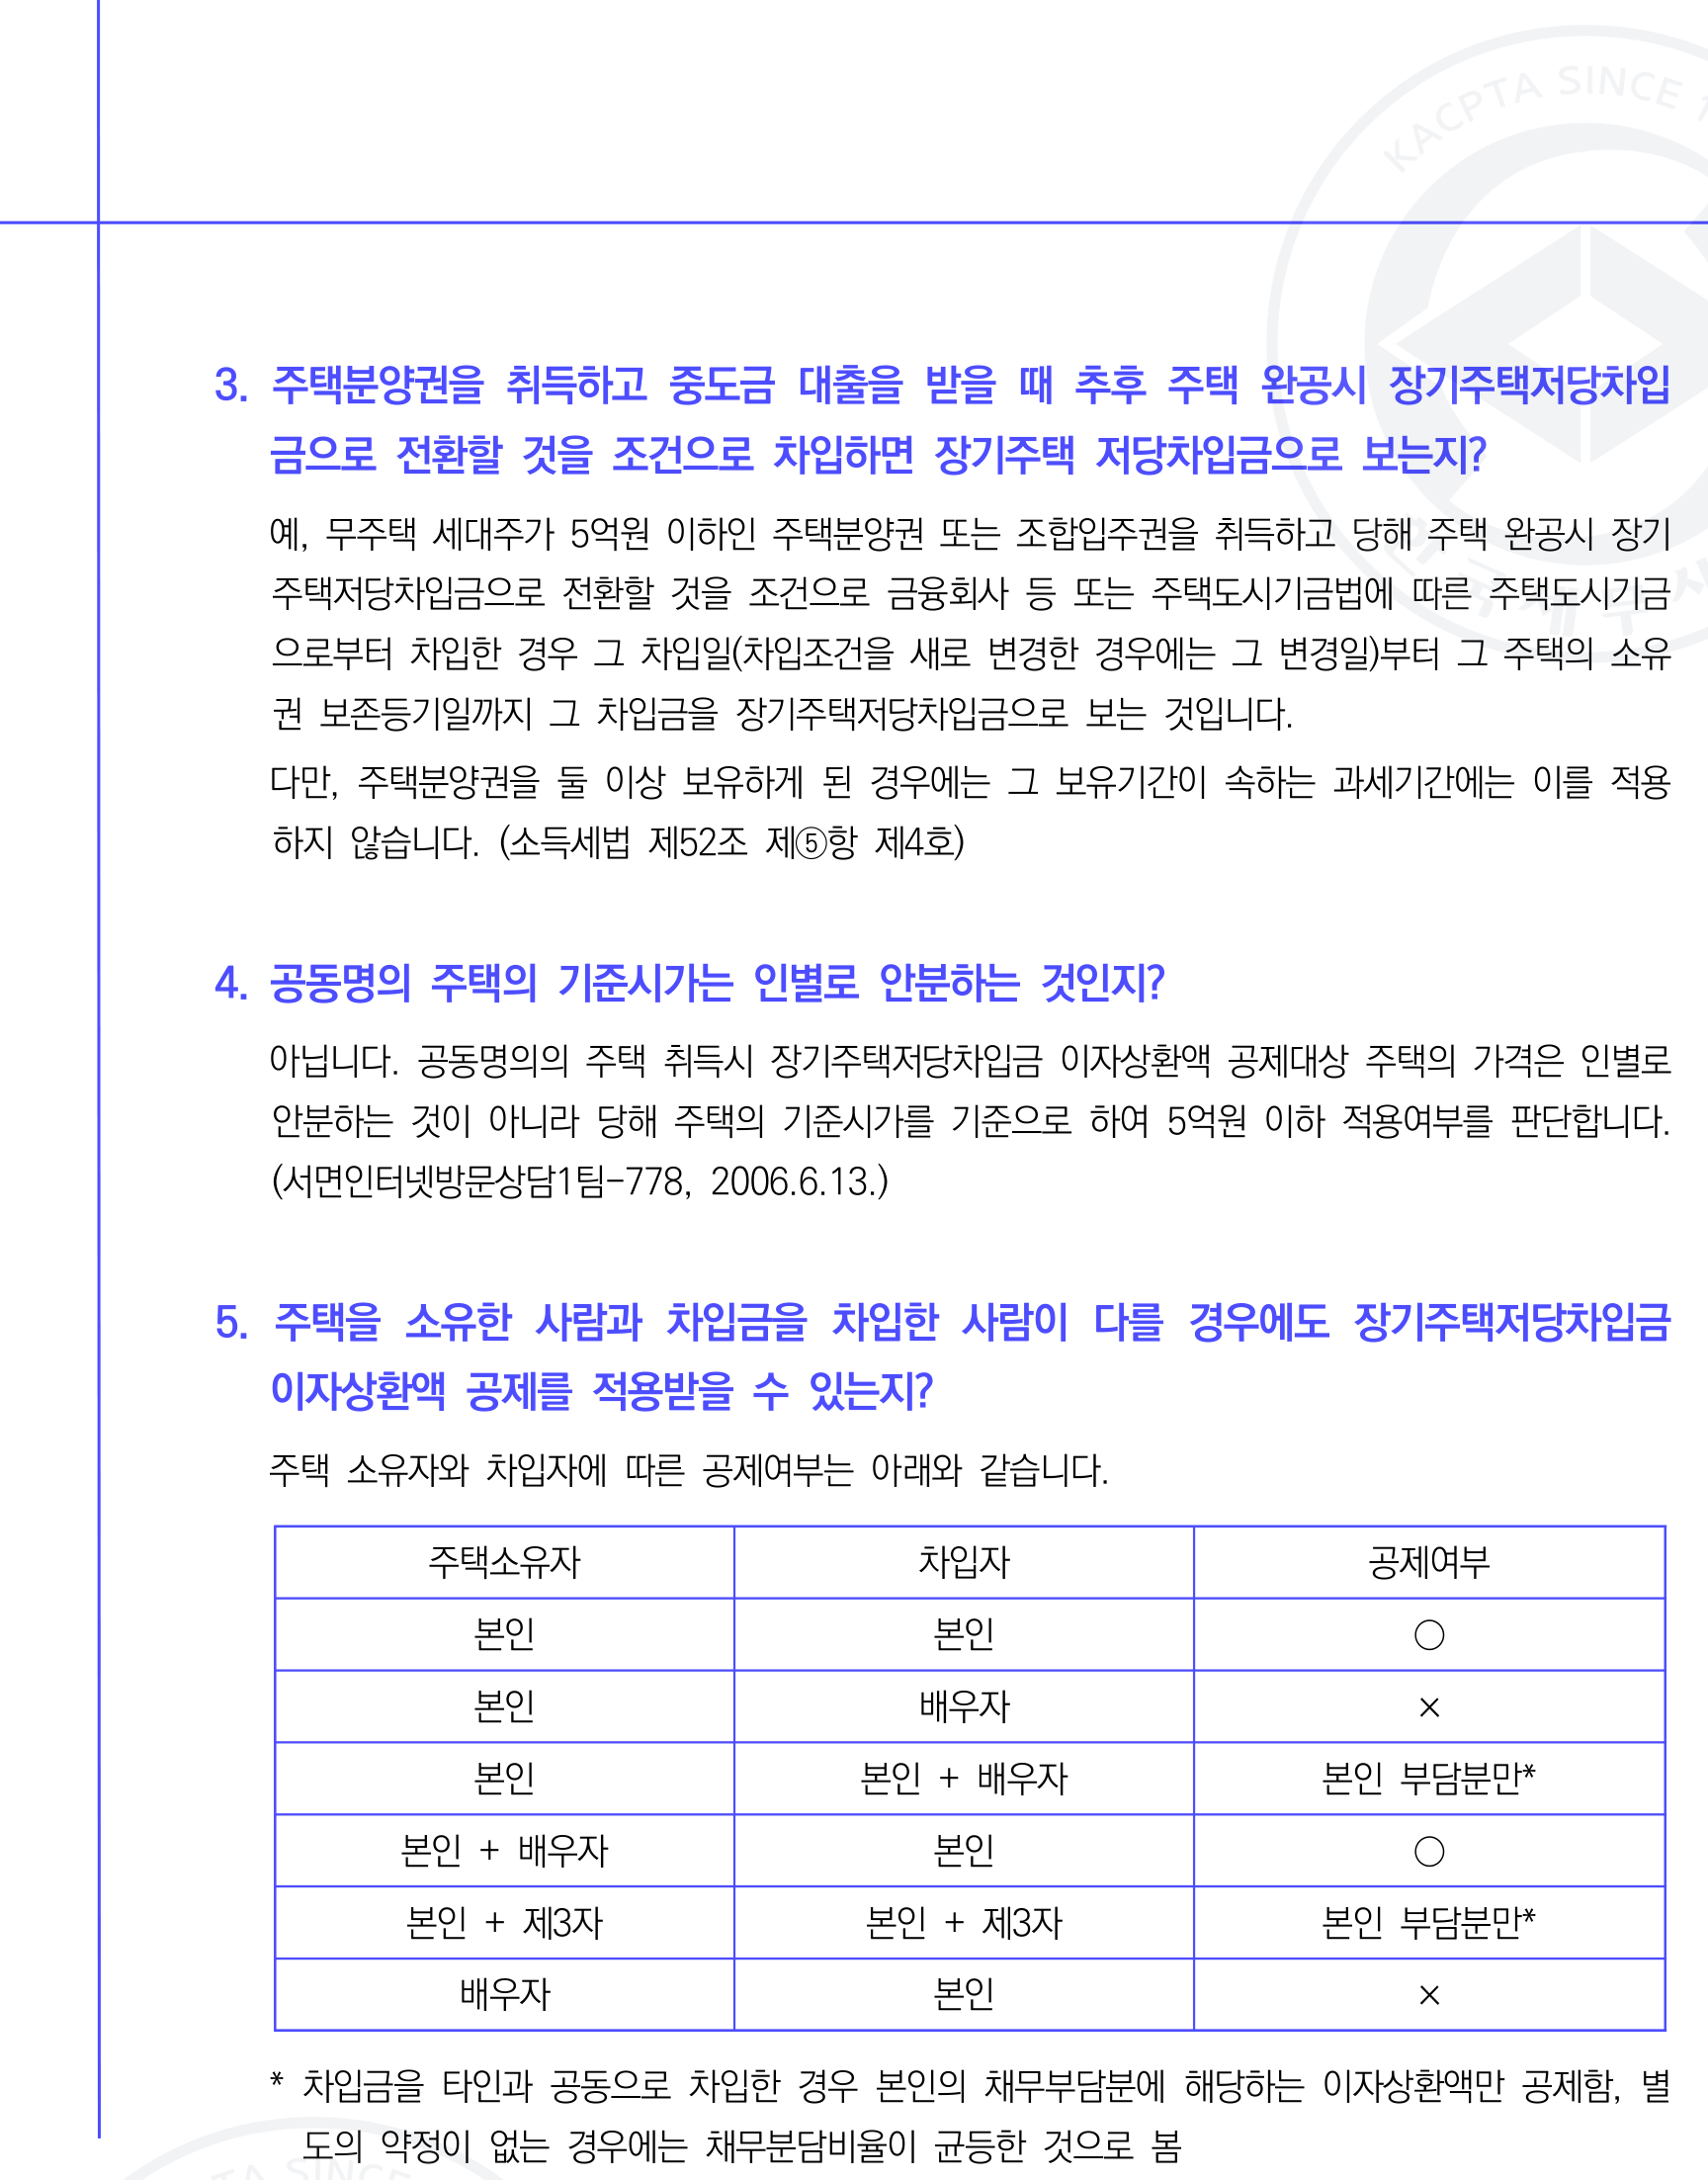 KACPTA SINCE
3. 주택분양권을 취득하고 중도금 대출을 받을 때 추후 주택 완공시 장기주택저당차입
금으로 전환할 것을 조건으로 차입하면 장기주택 저당차입금으로 보는지?
예, 무주택 세대주가 5억원 이하인 주택분양권 또는 조합입주권을 취득하고 당해 주택 완공시 장기
주택저당차입금으로 전환할 것을 조건으로 금융회사 등 또는 주택도시기금법에 따른 주택도시기금
으로부터 차입한 경우 그 차입일(차입조건을 새로 변경한 경우에는 그 변경일)부터 그 주택의 소유
권 보존등기일까지 그 차입금을 장기주택저당차입금으로 보는 것입니다.
다만, 주택분양권을 둘 이상 보유하게 된 경우에는 그 보유기간이 속하는 과세기간에는 이를 적용
하지 않습니다. (소득세법 제52조 제⑤항 제4호)
4. 공동명의 주택의 기준시가는 인별로 안분하는 것인지?
아닙니다. 공동명의의 주택 취득시 장기주택저당차입금 이자상환액 공제대상 주택의 가격은 인별로
안분하는 것이 아니라 당해 주택의 기준시가를 기준으로 하여 5억원 이하 적용여부를 판단합니다.
(서면인터넷방문상담1팀-778, 2006.6.13.)
5. 주택을 소유한 사람과 차입금을 차입한 사람이 다를 경우에도 장기주택저당차입금
이자상환액 공제를 적용받을 수 있는지?
주택 소유자와 차입자에 따른 공제여부는 아래와 같습니다.
주택소유자 차입자 공제여부
본인 본인 ○
본인 배우자 ×
본인 본인 + 배우자 본인 부담분만*
본인 + 배우자 본인 ○
본인 + 제3자 본인 + 제3자 본인 부담분만*
배우자 본인 ×
* 차입금을 타인과 공동으로 차입한 경우 본인의 채무부담분에 해당하는 이자상환액만 공제함, 별
도의 약정이 없는 경우에는 채무분담비율이 균등한 것으로 봄